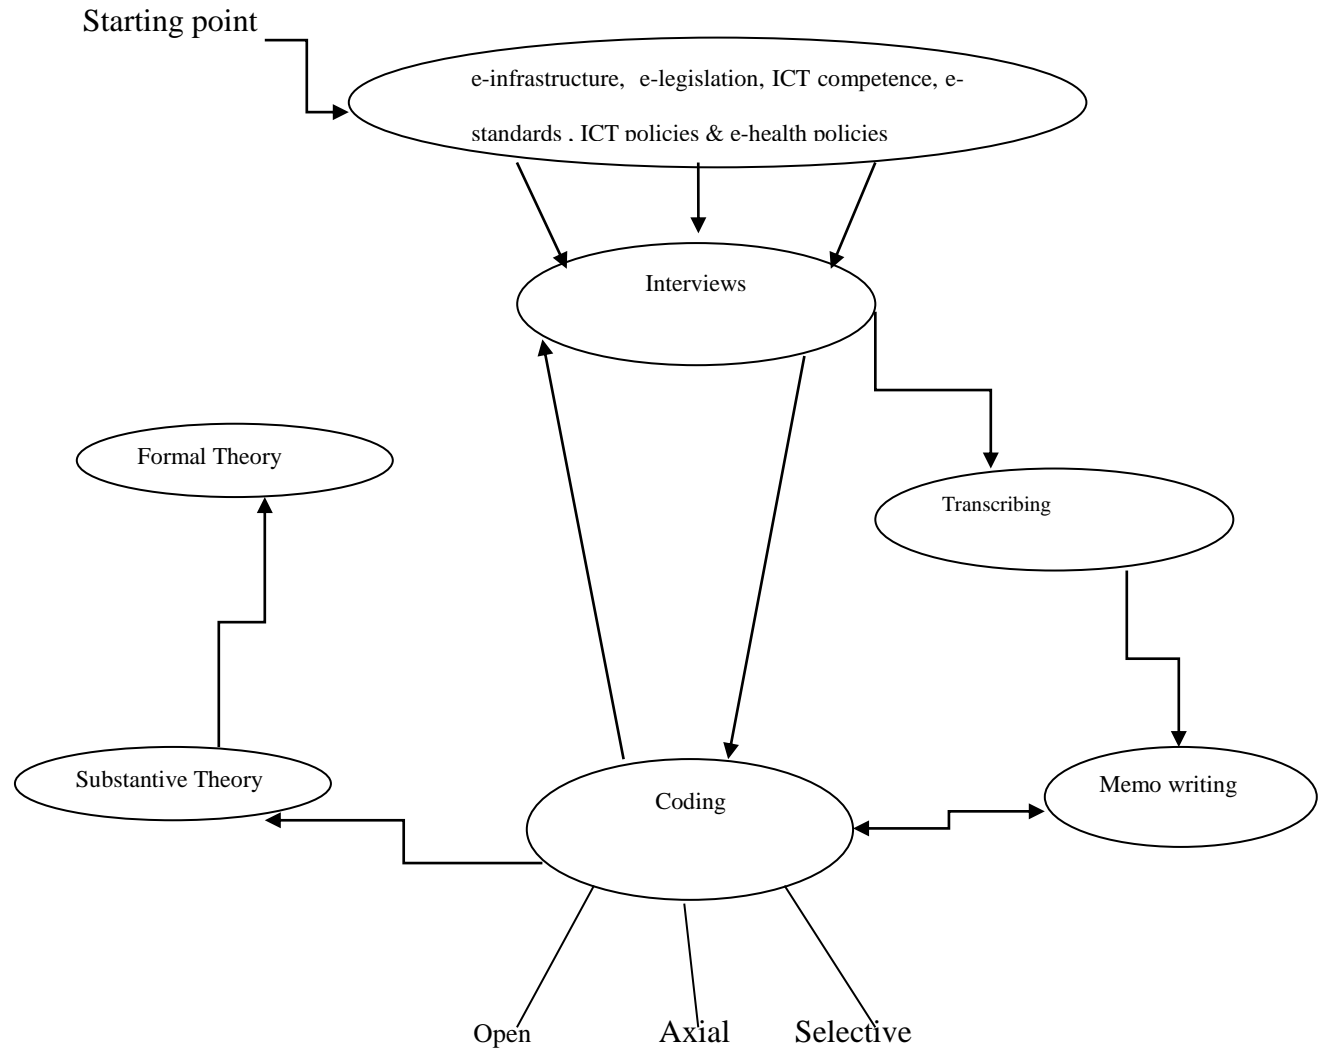 Starting point
e-infrastructure, e-legislation, ICT competence, e-
standards , ICT policies & e-health policies
Interviews
Formal Theory
Transcribing
Substantive Theory
Coding
Memo writing
Open
Axial
Selective